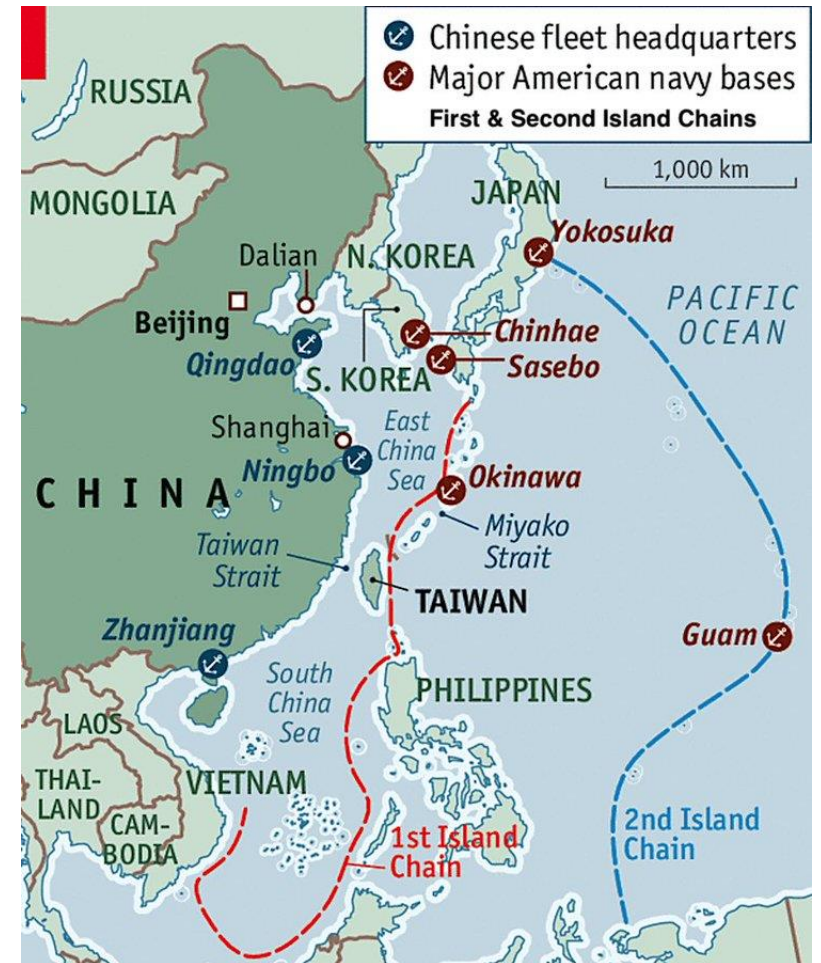 Chinese fleet headquarters
Major American navy bases
First & Second Island Chains
RUSSIA
1,000 km
MONGOLIA
JAPAN
Yokosuka
Dalian
N. KOREA
PACIFIC
OCEAN
Beijing
Chinhae
Qingdao
S. KOREA
Sasebo
Shanghai
East
China
Sea
Ningbo
Okinawa
CHINA
Miyako
Strait
Taiwan
Strait
TAIWAN
Zhanjiang
Guam
South
China
Sea
PHILIPPINES
LAOS
THAI-
LAND
VIETNAM
CAM-
BODIA
1st Island
Chain
2nd Island
Chain